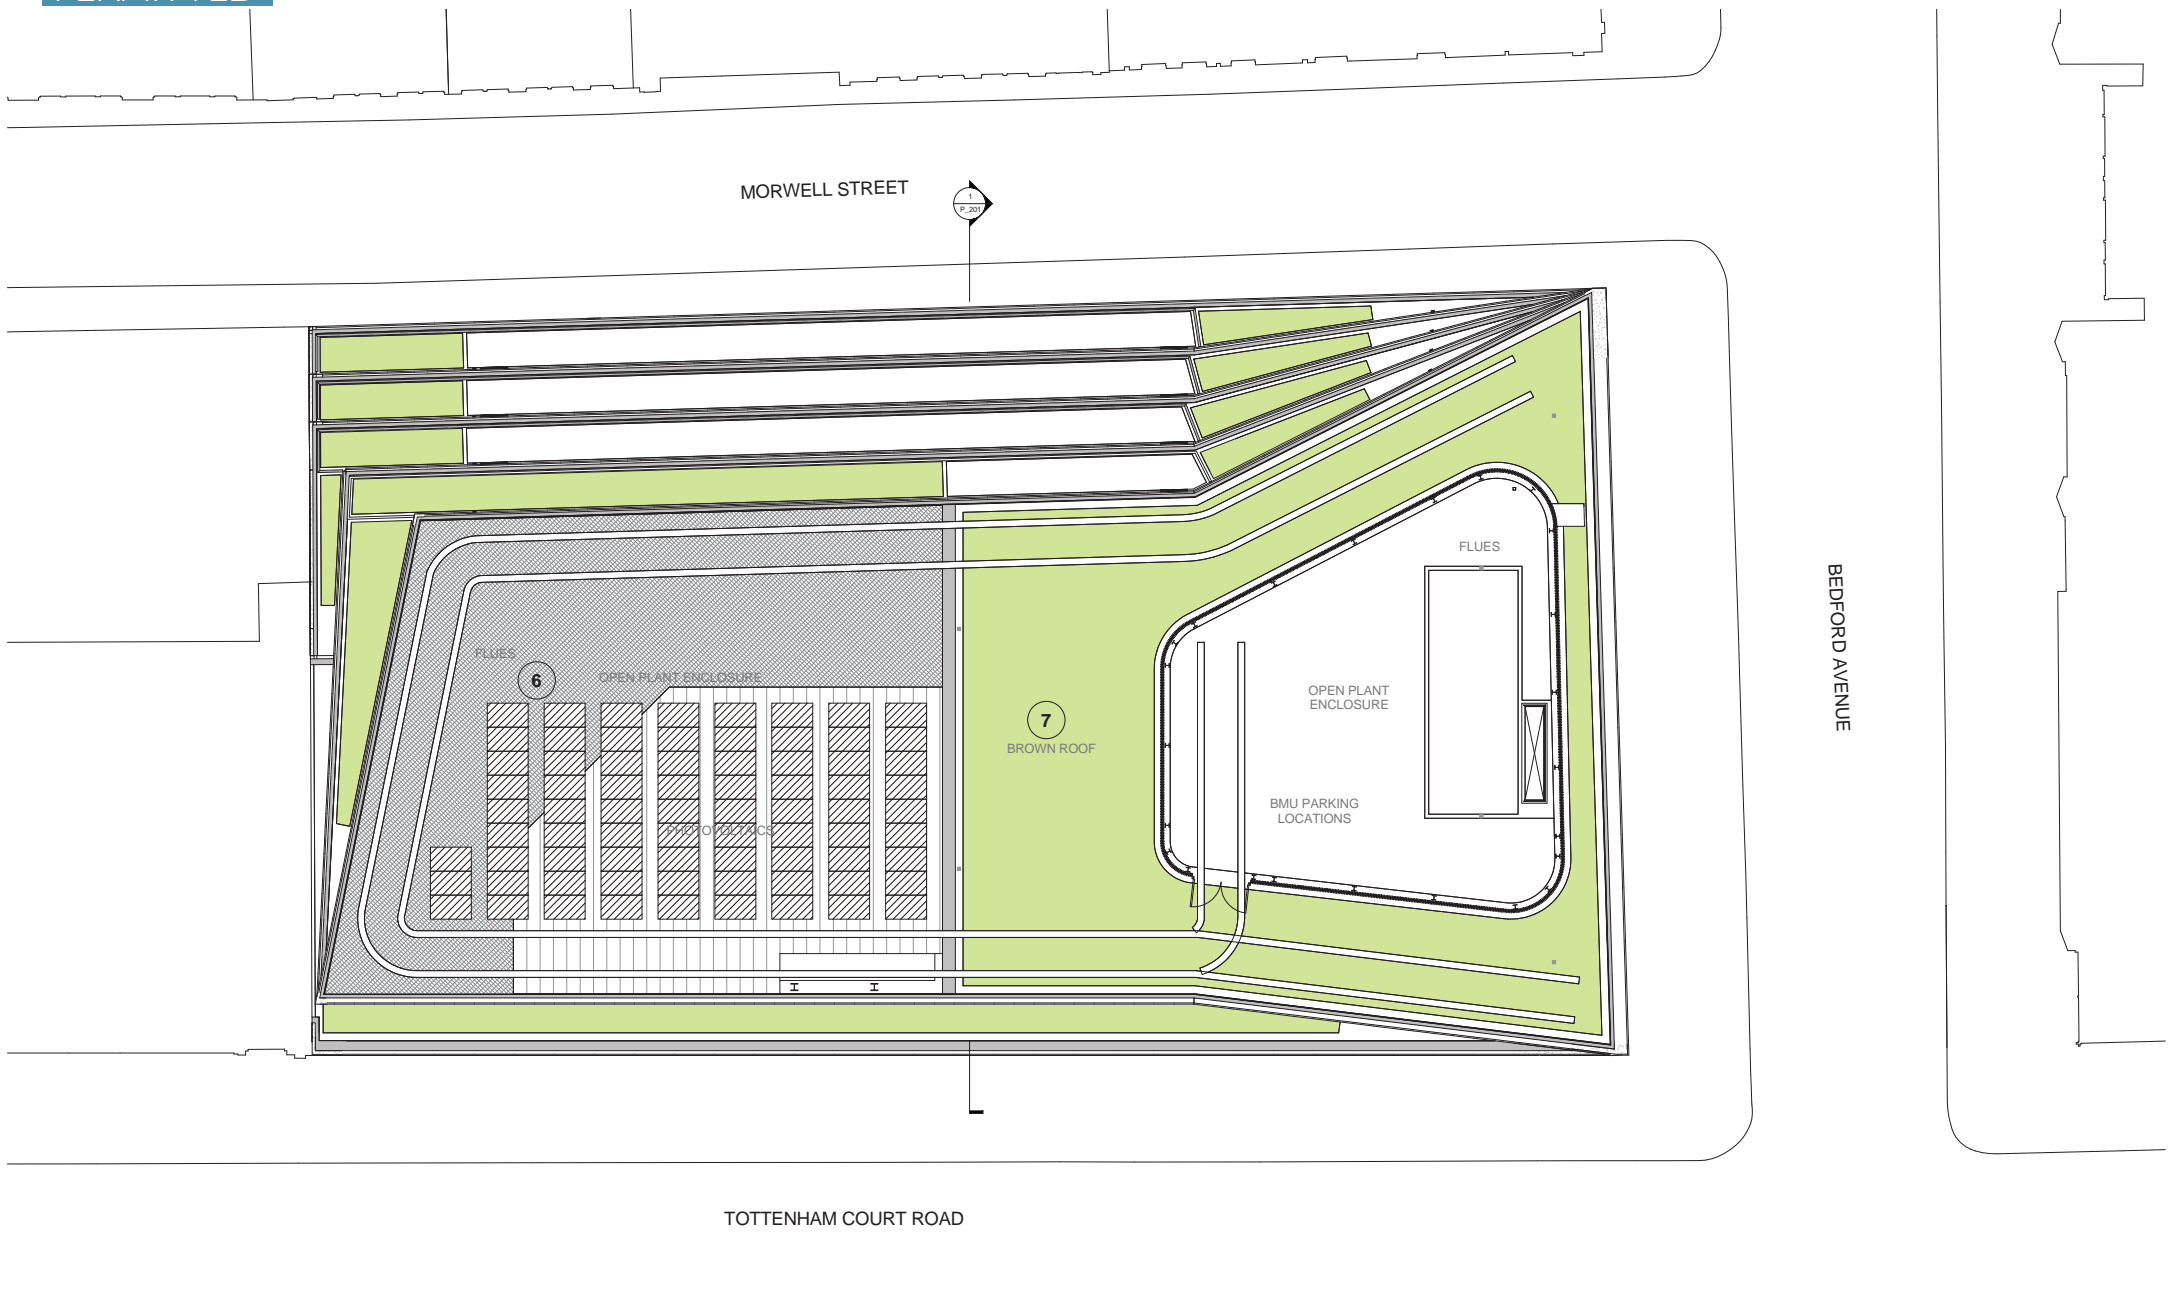 MORWELL STREET
1
P_201
FLUES
BEDFORD AVENUE
FLUES
6
OPEN PLANT ENCLOSURE
OPEN PLANT
ENCLOSURE
7
BROWN ROOF
BMU PARKING
LOCATIONS
PHOTOVOLTAICS
TOTTENHAM COURT ROAD